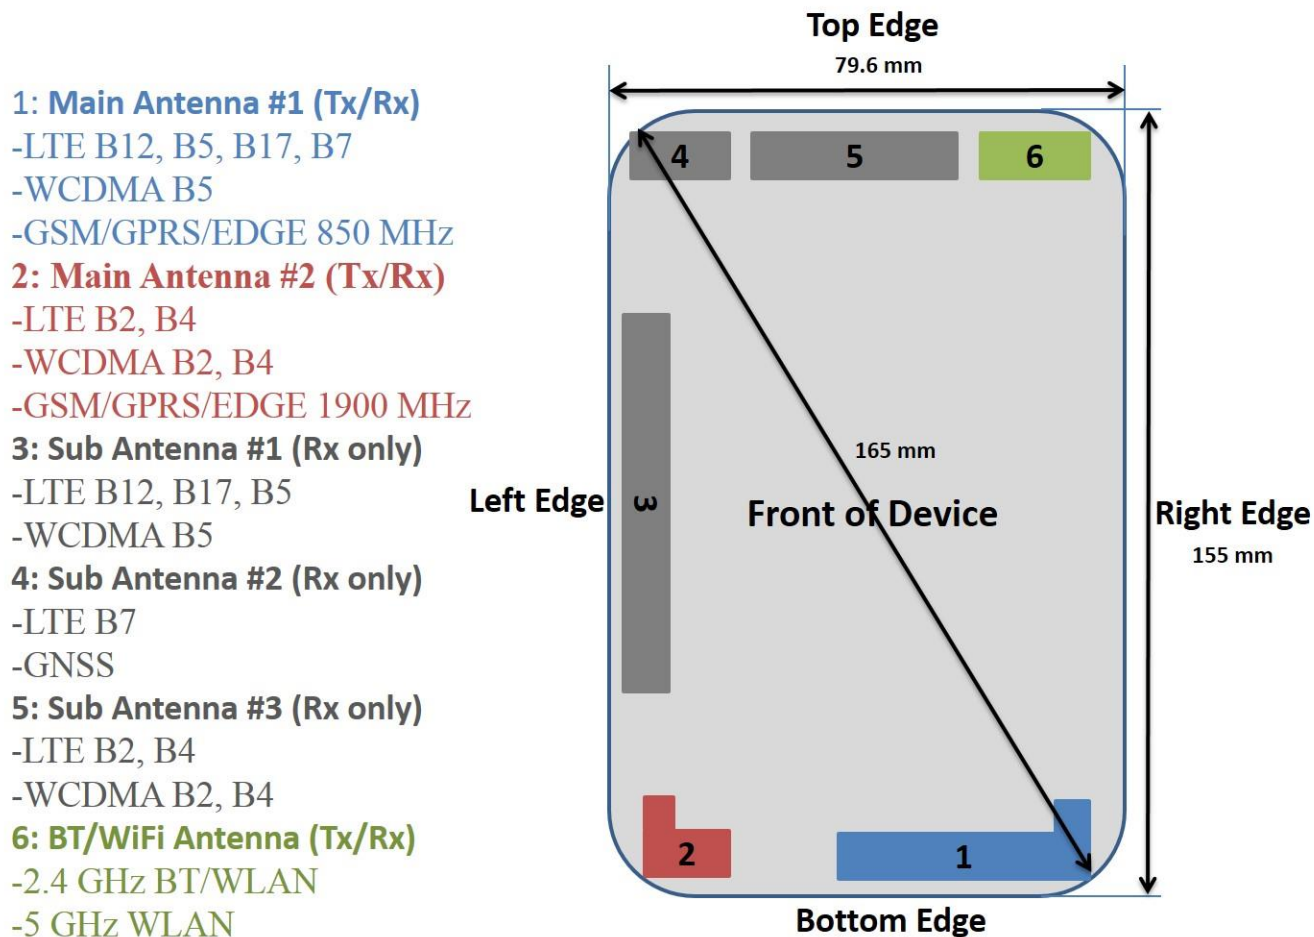 1: Main Antenna #1 (Tx/Rx)
-LTE B12, B5, B17, B7
-WCDMA B5
-GSM/GPRS/EDGE 850 MHz
2: Main Antenna #2 (Tx/Rx)
-LTE B2, B4
-WCDMA B2, B4
-GSM/GPRS/EDGE 1900 MHz
3: Sub Antenna #1 (Rx only)
-LTE B12, B17, B5
-WCDMA B5
4: Sub Antenna #2 (Rx only)
-LTE B7
-GNSS
5: Sub Antenna #3 (Rx only)
-LTE B2, B4
-WCDMA B2, B4
6: BT/WiFi Antenna (Tx/Rx)
-2.4 GHz BT/WLAN
-5 GHz WLAN
Top Edge
79.6 mm
4
5
6
165 mm
Left Edge
3
Front of Device
Right Edge
155 mm
2
1
Bottom Edge